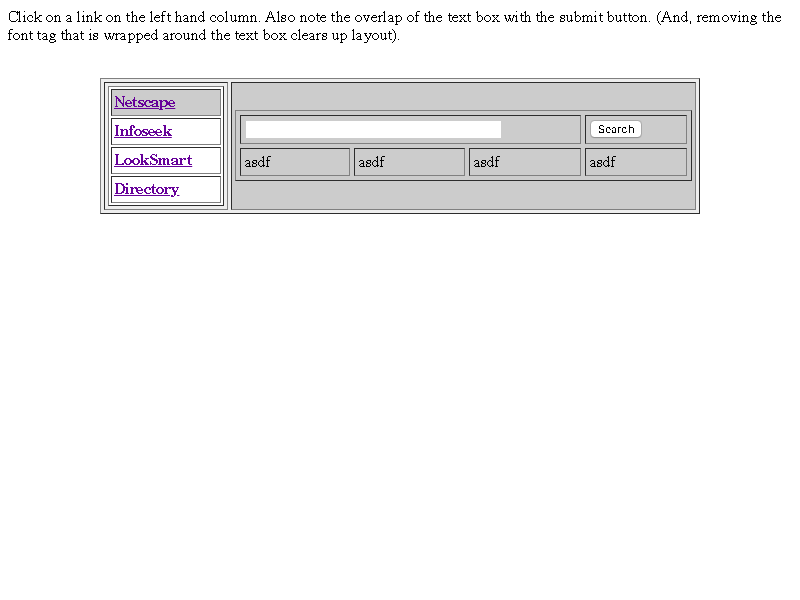 Click on a link on the left hand column. Also note the overlap of the text box with the submit button. (And, removing the
font tag that is wrapped around the text box clears up layout).
Netscape
Infoseek
LookSmart
Directory
Search
asdf asdf asdf asdf